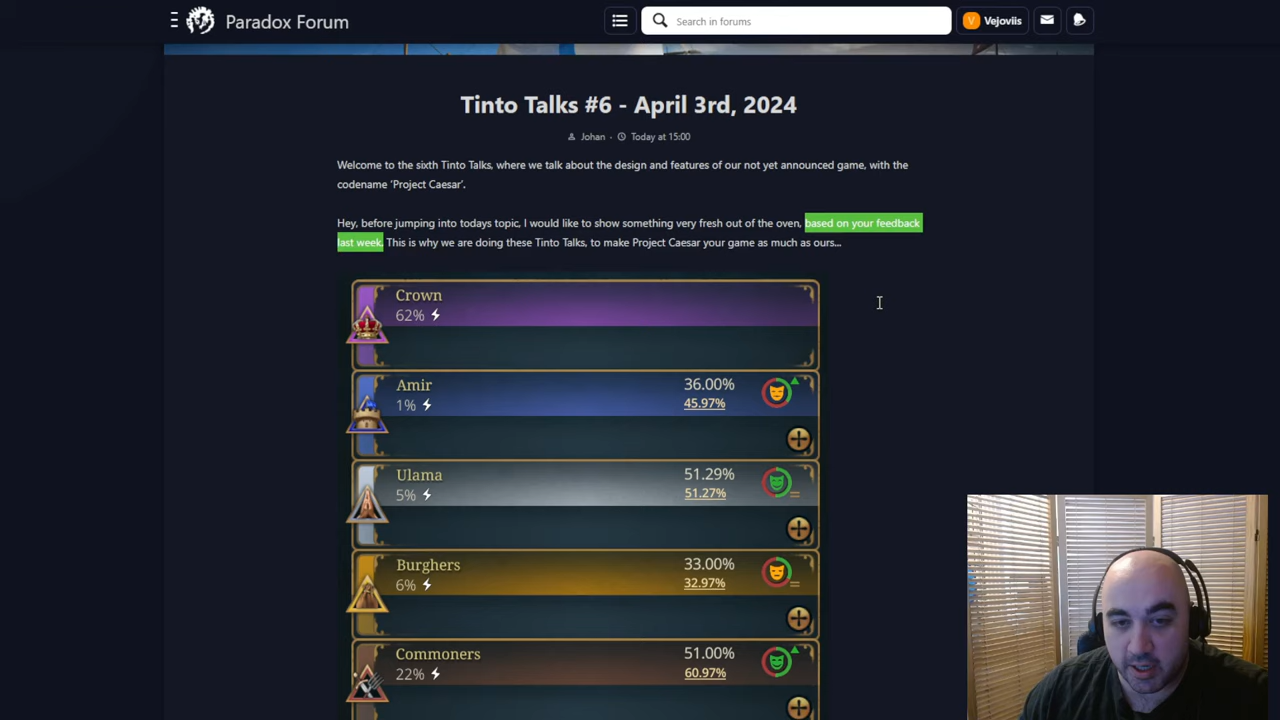 Paradox Forum
Search in forums
V Vejoviis
Tinto Talks #6 - April 3rd, 2024
Johan · Today at 15:00
Welcome to the sixth Tinto Talks, where we talk about the design and features of our not yet announced game, with the
codename 'Project Caesar'.
Hey, before jumping into todays topic, I would like to show something very fresh out of the oven, based on your feedback
last week. This is why we are doing these Tinto Talks, to make Project Caesar your game as much as ours...
Crown
62%
Amir 36.00%
1% 45.97%
Ulama 51.29%
5% 51.27%
Burghers 33.00%
6% 32.97%
Commoners 51.00%
22% 60.97%